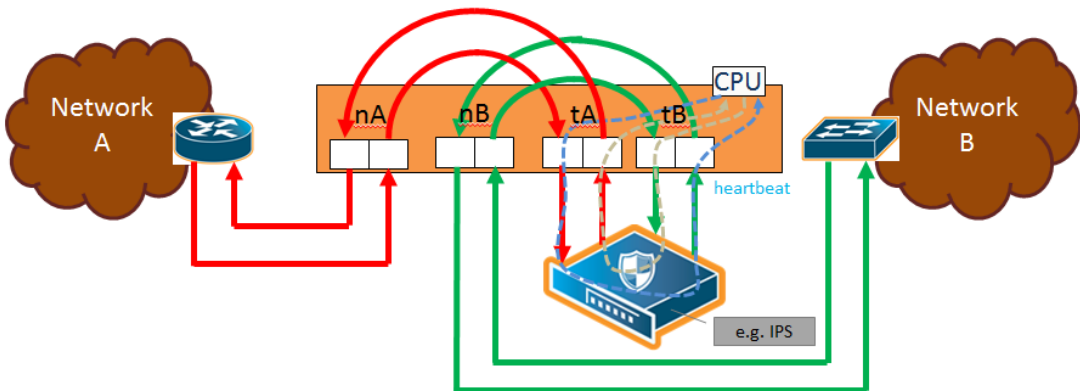 Network
A
nA
nB
tA
tB
CPU
Network
B
heartbeat
e.g. IPS